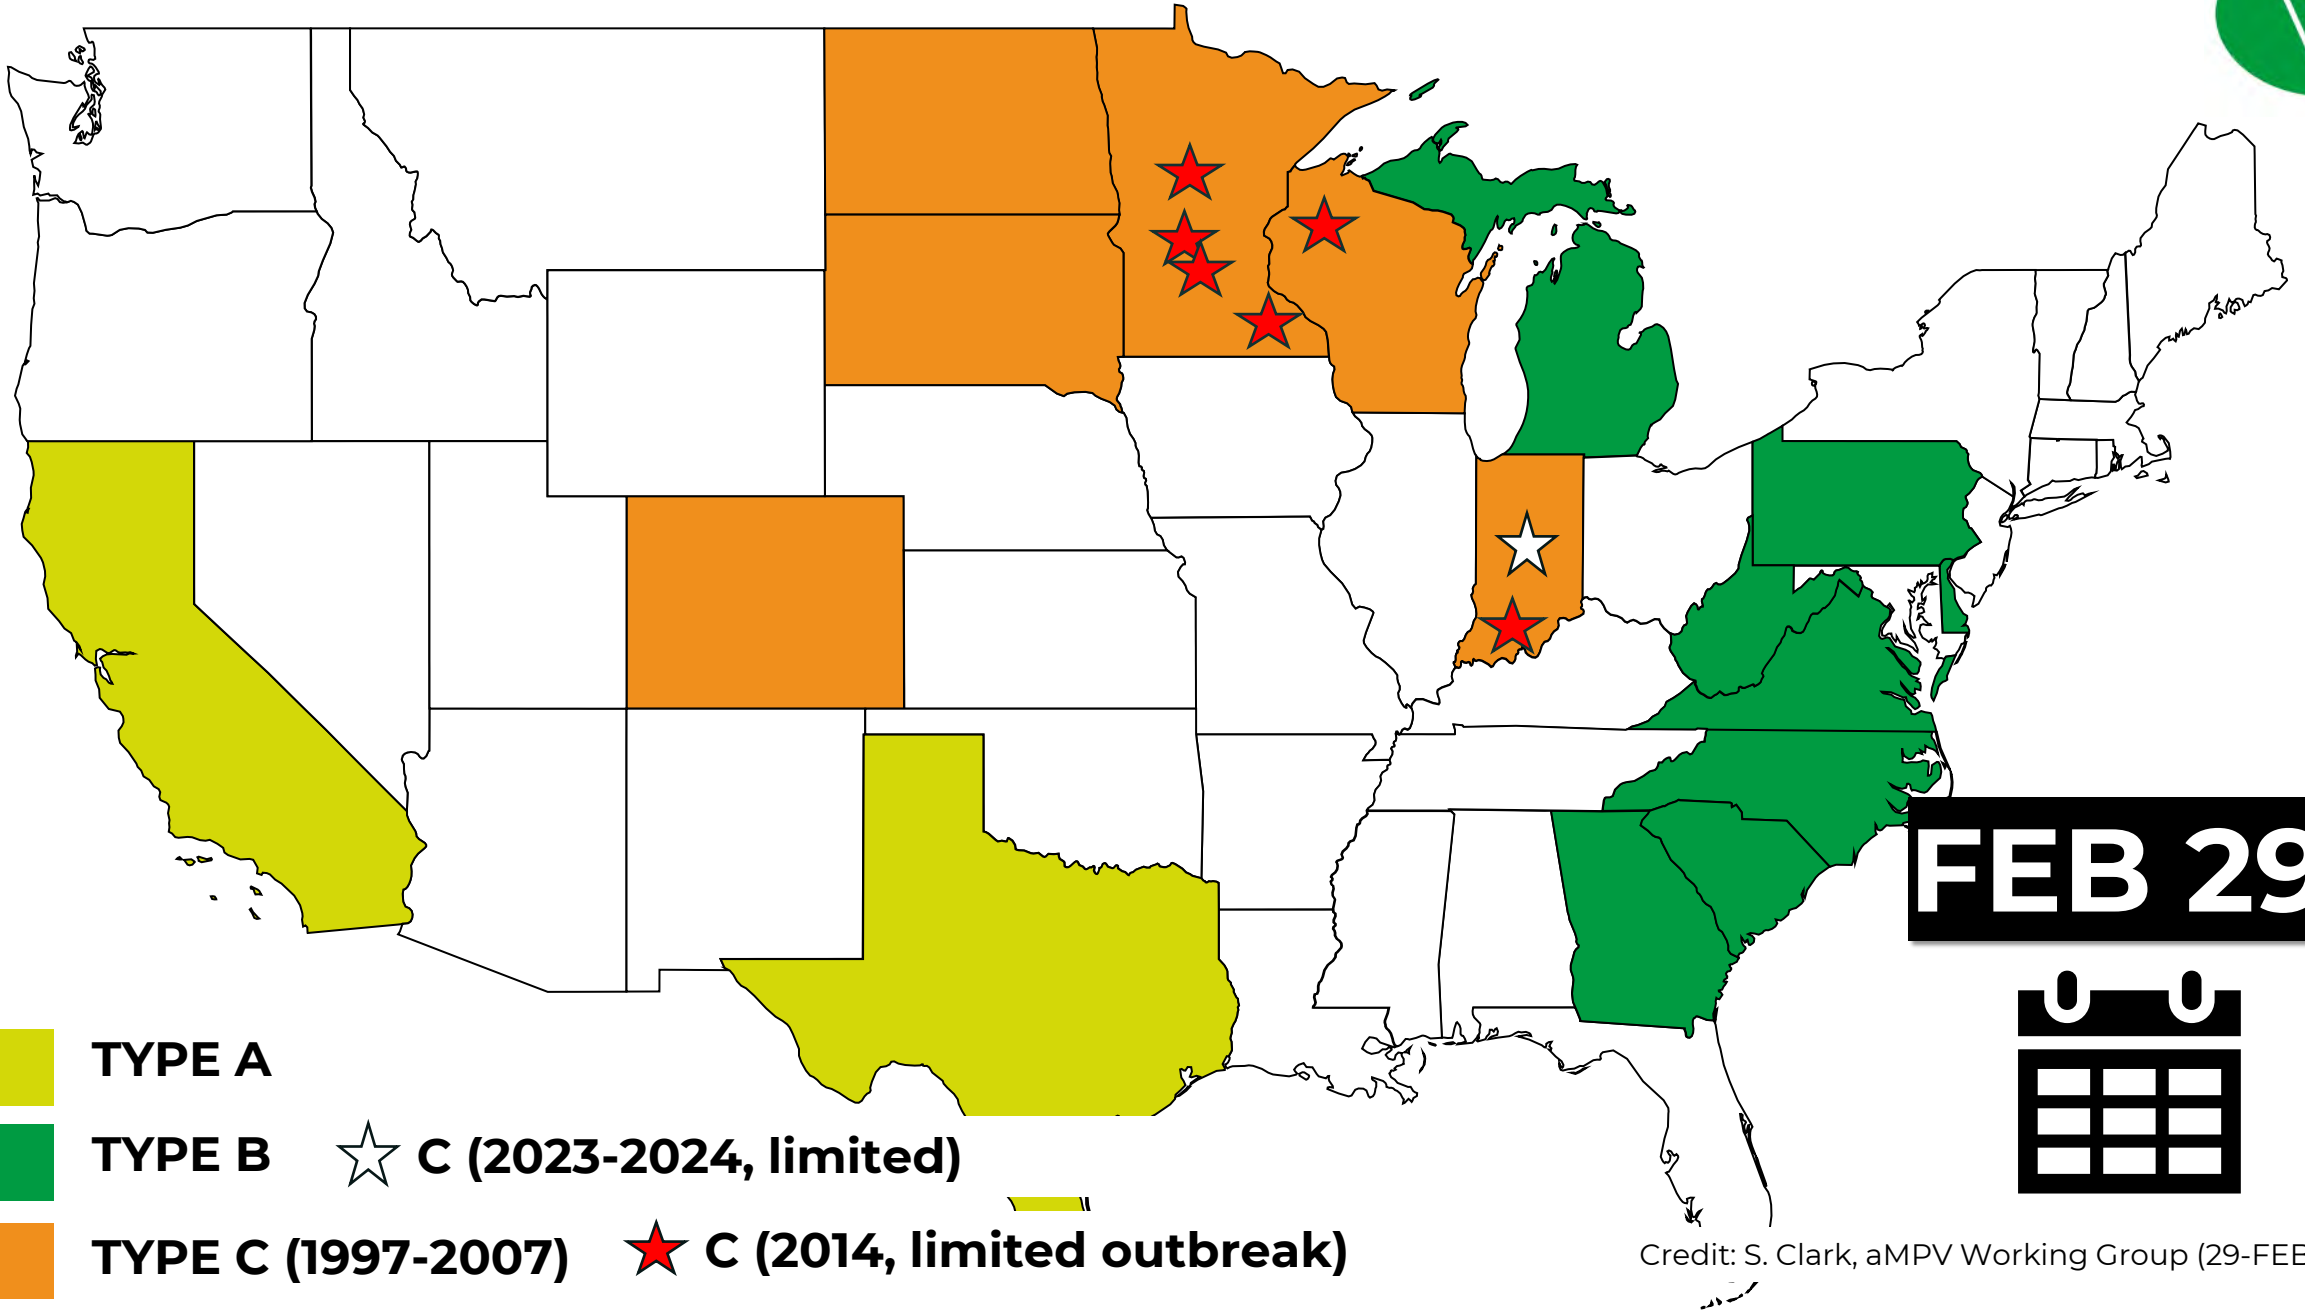 FEB 29
TYPE A
TYPE B
C (2023-2024, limited)
TYPE C (1997-2007)
C (2014, limited outbreak)
Credit: S. Clark, aMPV Working Group (29-FEB